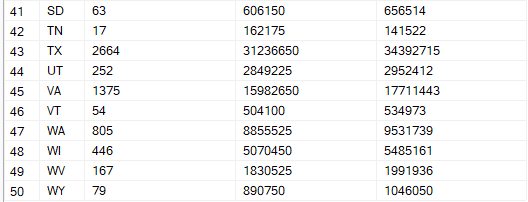 41 SD 63 606150 656514
42 TN 17 162175 141522
43 TX 2664 31236650 34392715
44 UT 252 2849225 2952412
45 VA 1375 15982650 17711443
46 VT 54 504100 534973
47 WA 805 8855525 9531739
48 WI 446 5070450 5485161
49 WV 167 1830525 1991936
50 WY 79 890750 1046050